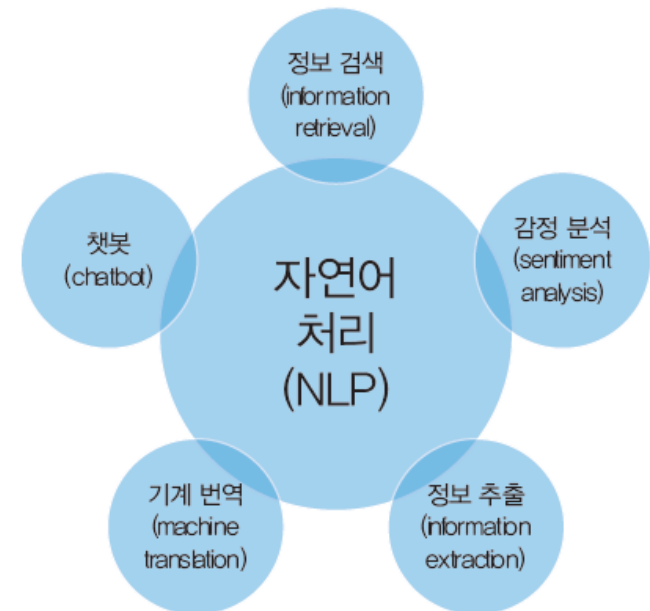 정보 검색
(information
retrieval)
챗봇
(chatbot)
감정 분석
(sentiment
analysis)
자연어
처리
(NLP)
기계 번역
(machine
translation)
정보 추출
(information
extraction)